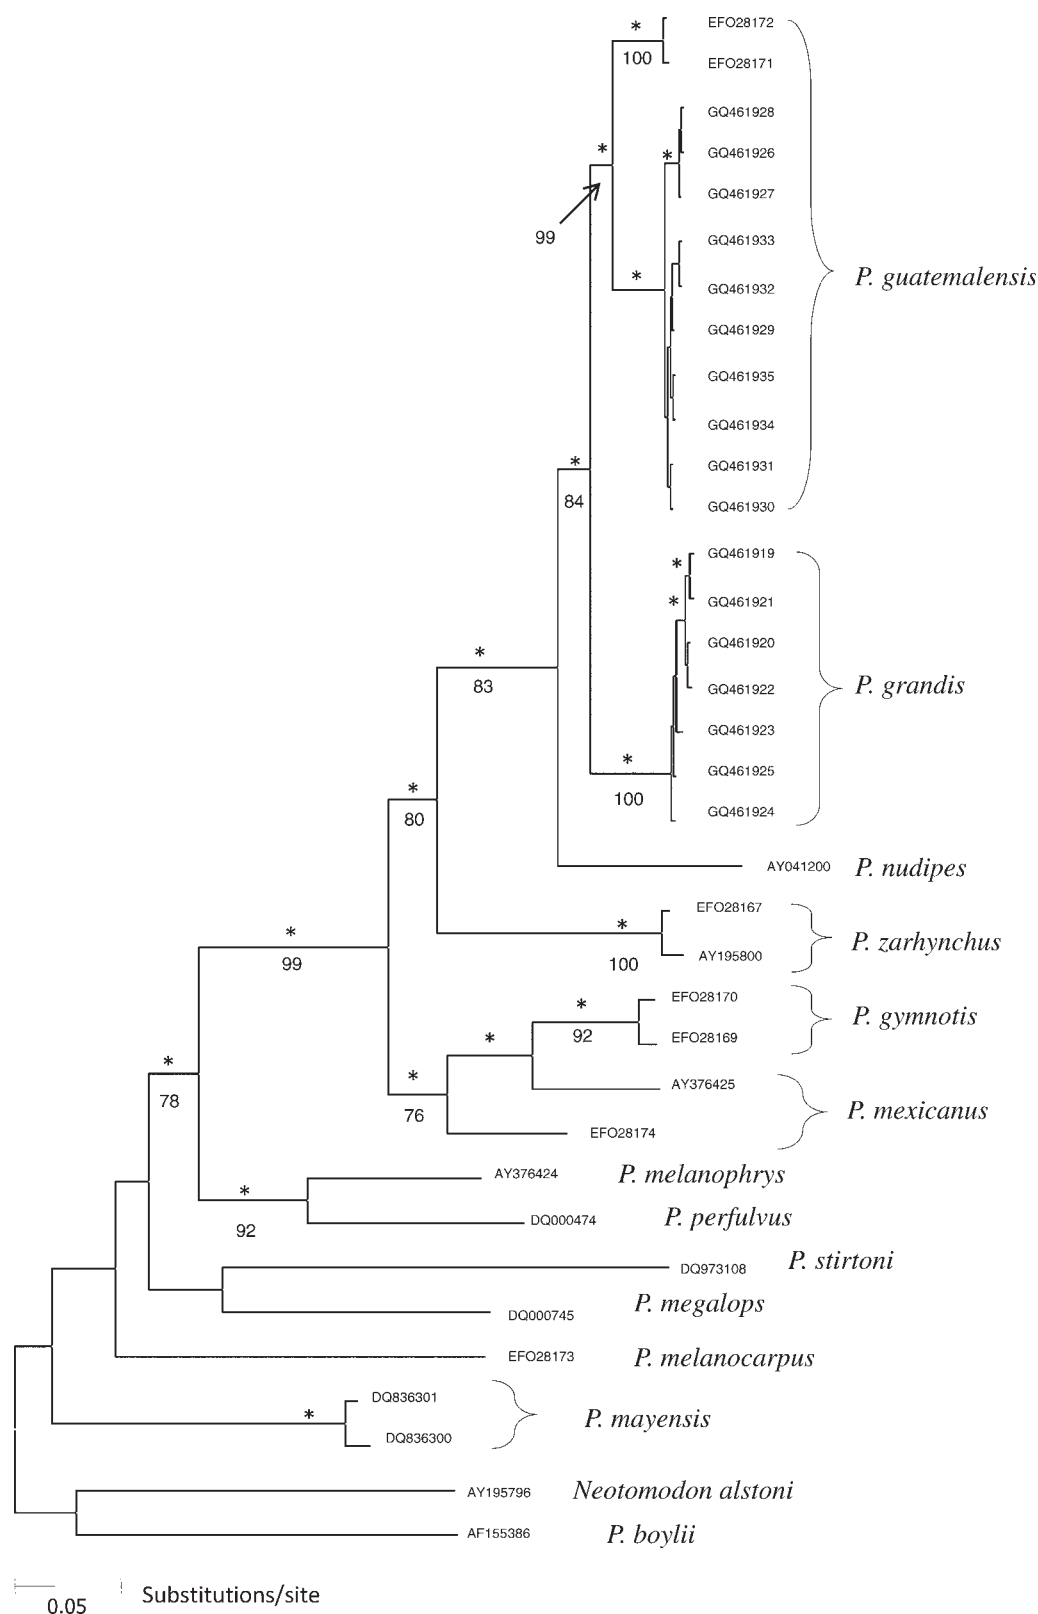 *
EFO28172
100
EFO28171
GQ461928
*
*
GQ461926
GQ461927
99
GQ461933
*
P. guatemalensis
GQ461932
GQ461929
GQ461935
GQ461934
*
GQ461931
84
GQ461930
GQ461919
*
*
GQ461921
GQ461920
*
83
GQ461922
P. grandis
GQ461923
*
GQ461925
*
100
80
GQ461924
AY041200 P. nudipes
EFO28167
*
*
P. zarhynchus
99
100
AY195800
EFO28170
*
92
P. gymnotis
*
EFO28169
*
*
AY376425
78
76
P. mexicanus
EFO28174
AY376424 P. melanophrys
*
92
DQ000474 P. perfulvus
DQ973108 P. stirtoni
DQ000745 P. megalops
EFO28173 P. melanocarpus
DQ836301
*
P. mayensis
DQ836300
AY195796 Neotomodon alstoni
AF155386 P. boylii
0.05 Substitutions/site